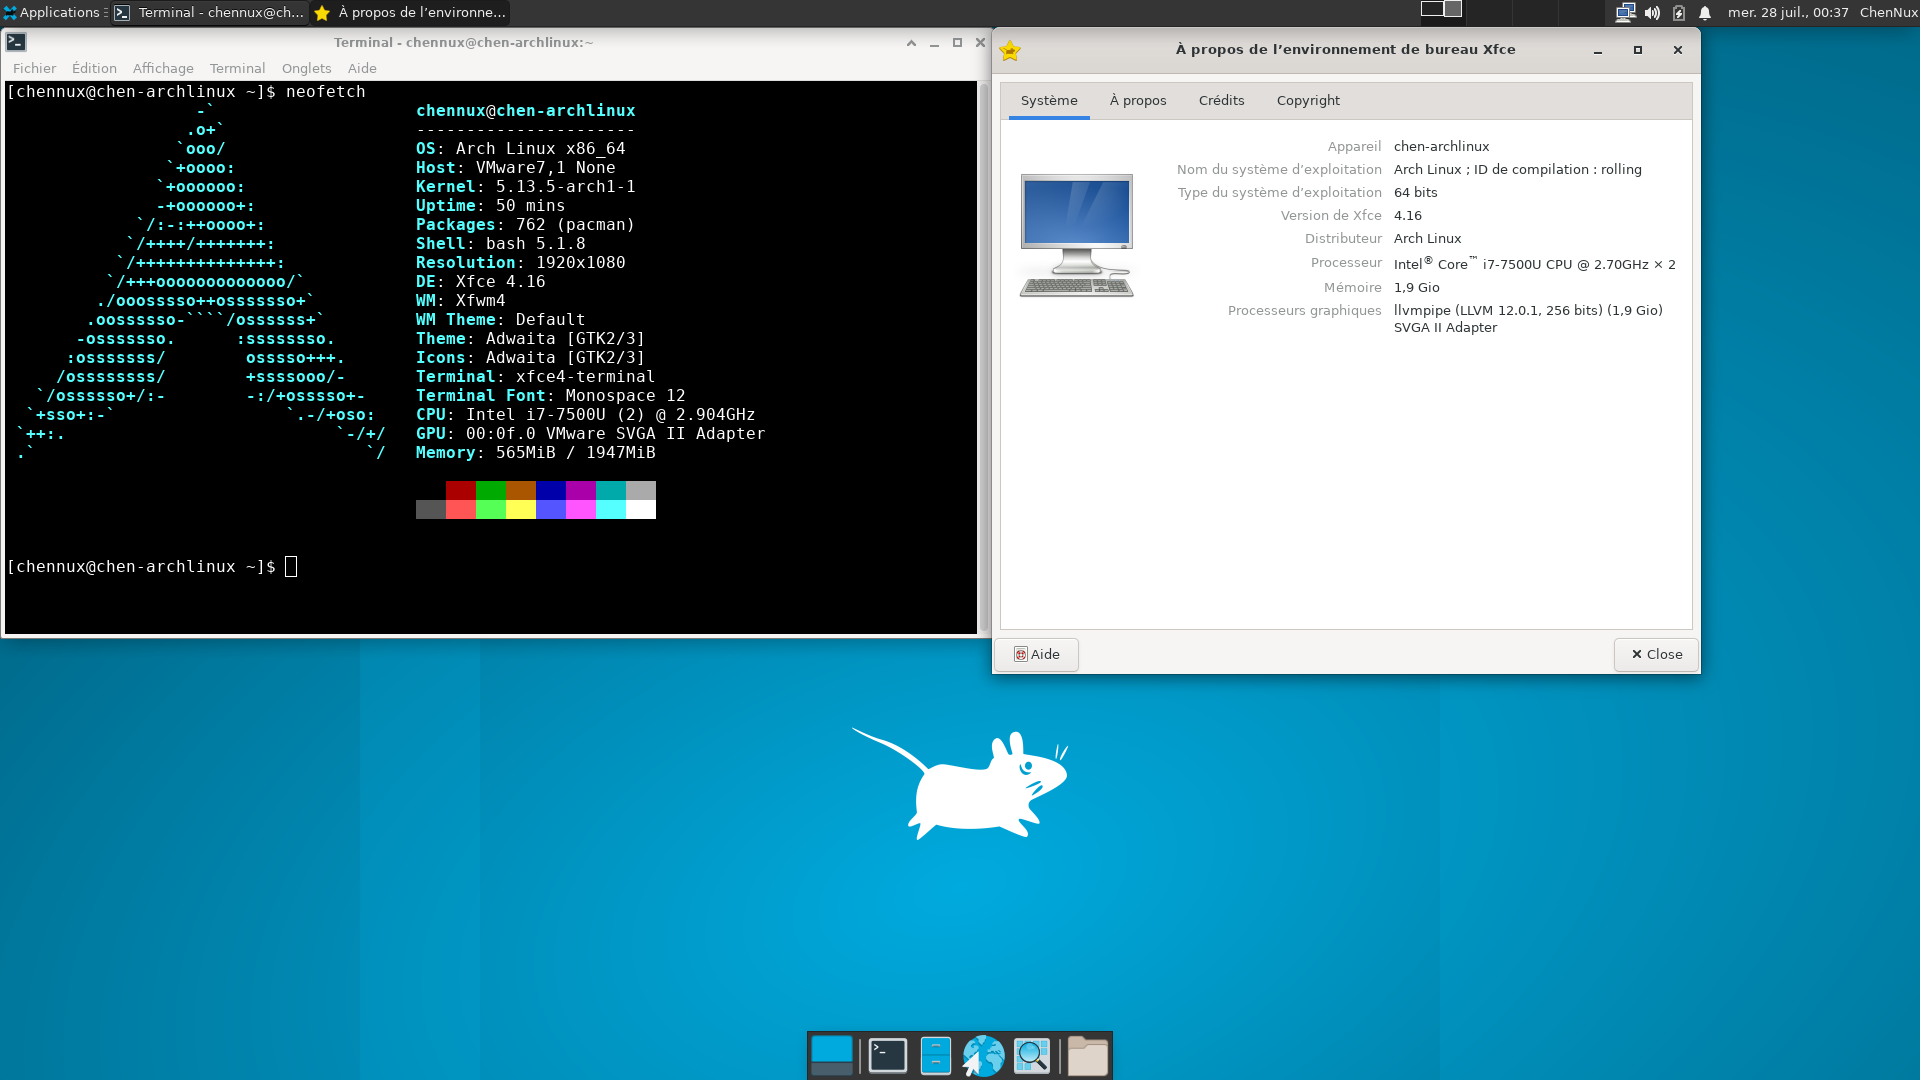 Applications
Terminal - chennux@ch...
À propos de l’environne...
mer. 28 juil., 00:37
ChenNux
Terminal - chennux@chen-archlinux:~
Fichier Édition Affichage Terminal Onglets Aide
[chennux@chen-archlinux ~]$ neofetch
chennux@chen-archlinux
----------------------
OS: Arch Linux x86_64
Host: VMware7,1 None
Kernel: 5.13.5-arch1-1
Uptime: 50 mins
Packages: 762 (pacman)
Shell: bash 5.1.8
Resolution: 1920x1080
DE: Xfce 4.16
WM: Xfwm4
WM Theme: Default
Theme: Adwaita [GTK2/3]
Icons: Adwaita [GTK2/3]
Terminal: xfce4-terminal
Terminal Font: Monospace 12
CPU: Intel i7-7500U (2) @ 2.904GHz
GPU: 00:0f.0 VMware SVGA II Adapter
Memory: 565MiB / 1947MiB
[chennux@chen-archlinux ~]$
À propos de l’environnement de bureau Xfce
Système À propos Crédits Copyright
Appareil chen-archlinux
Nom du système d’exploitation Arch Linux ; ID de compilation : rolling
Type du système d’exploitation 64 bits
Version de Xfce 4.16
Distributeur Arch Linux
Processeur Intel® Core™ i7-7500U CPU @ 2.70GHz × 2
Mémoire 1,9 Gio
Processeurs graphiques llvmpipe (LLVM 12.0.1, 256 bits) (1,9 Gio)
SVGA II Adapter
Aide
Close